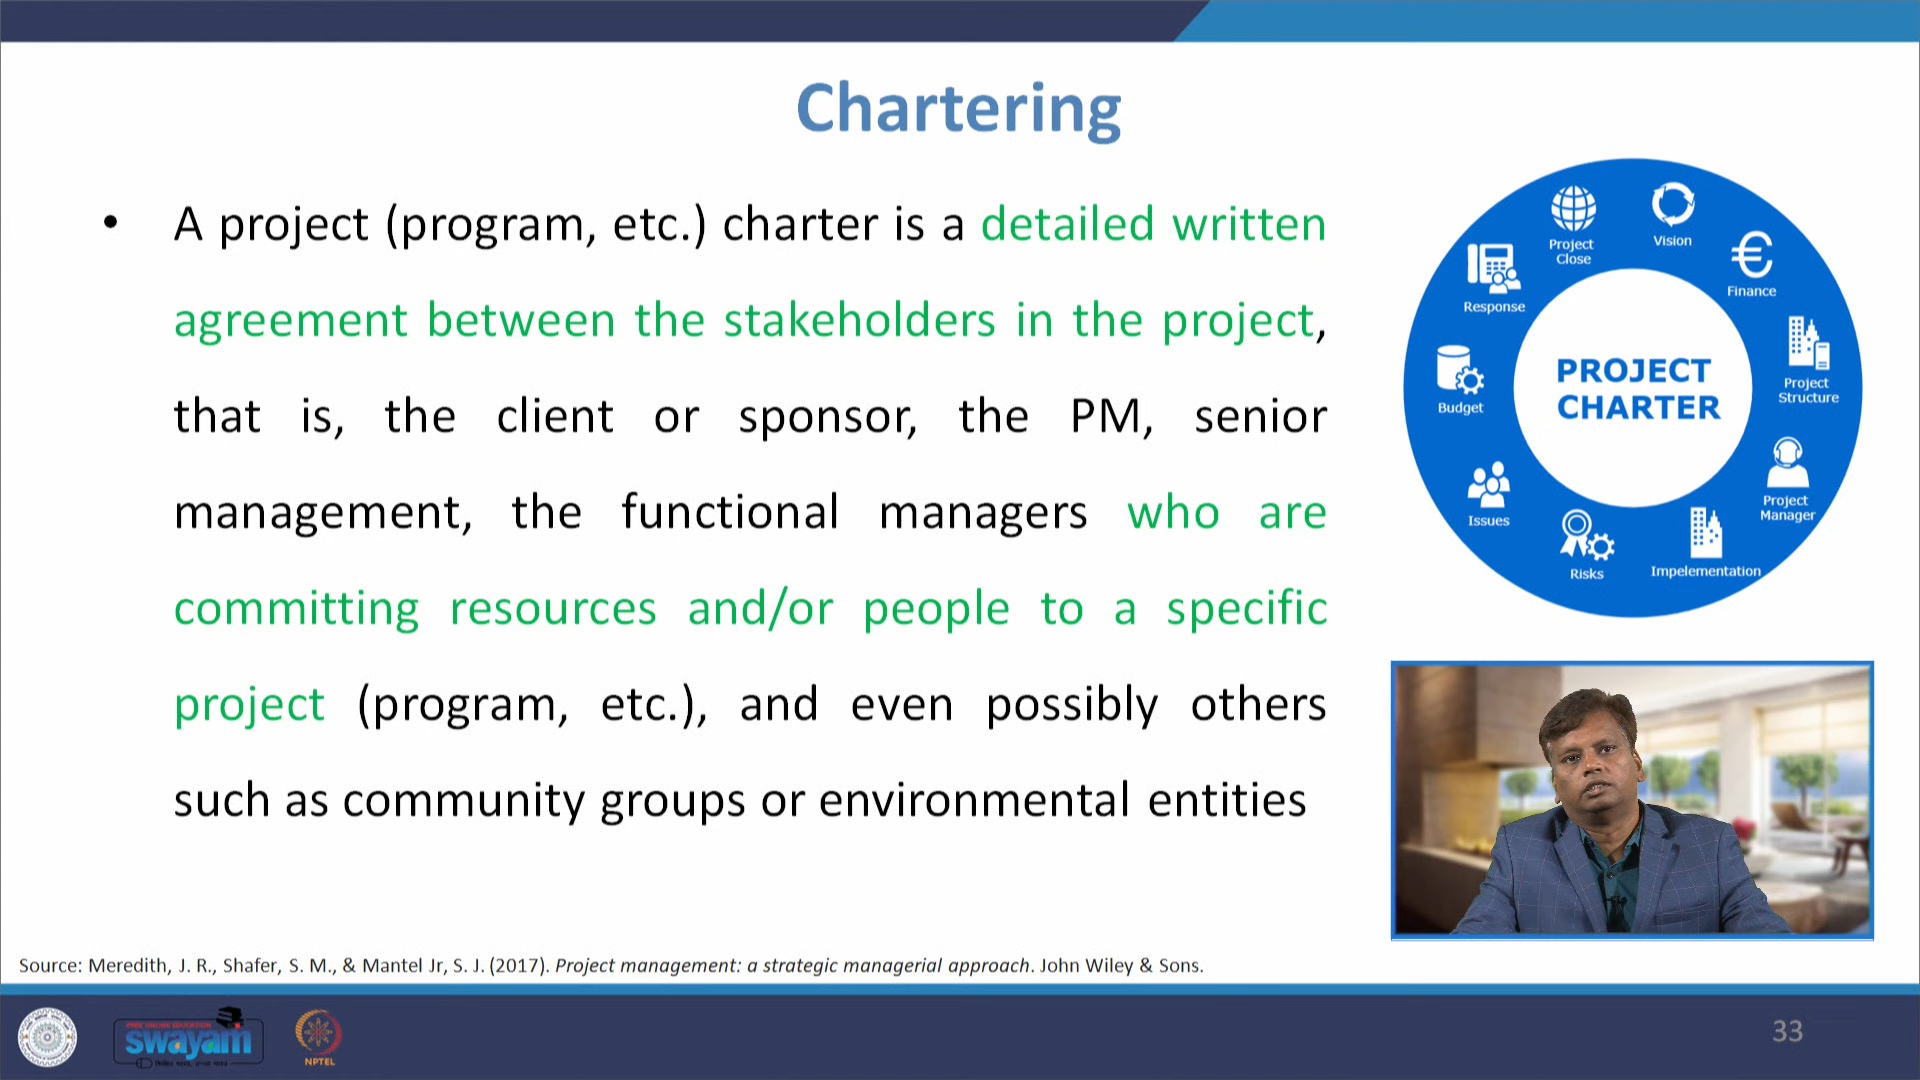 Chartering
• A project (program, etc.) charter is a detailed written
agreement between the stakeholders in the project,
that is, the client or sponsor, the PM, senior
management, the functional managers who are
committing resources and/or people to a specific
project (program, etc.), and even possibly others
such as community groups or environmental entities
Project
Close
Vision
Finance
Project
Structure
Project
Manager
Impelementation
Risks
Issues
Budget
Response
PROJECT
CHARTER
Source: Meredith, J. R., Shafer, S. M., & Mantel Jr, S. J. (2017). Project management: a strategic managerial approach. John Wiley & Sons.
swayam
NPTEL
33